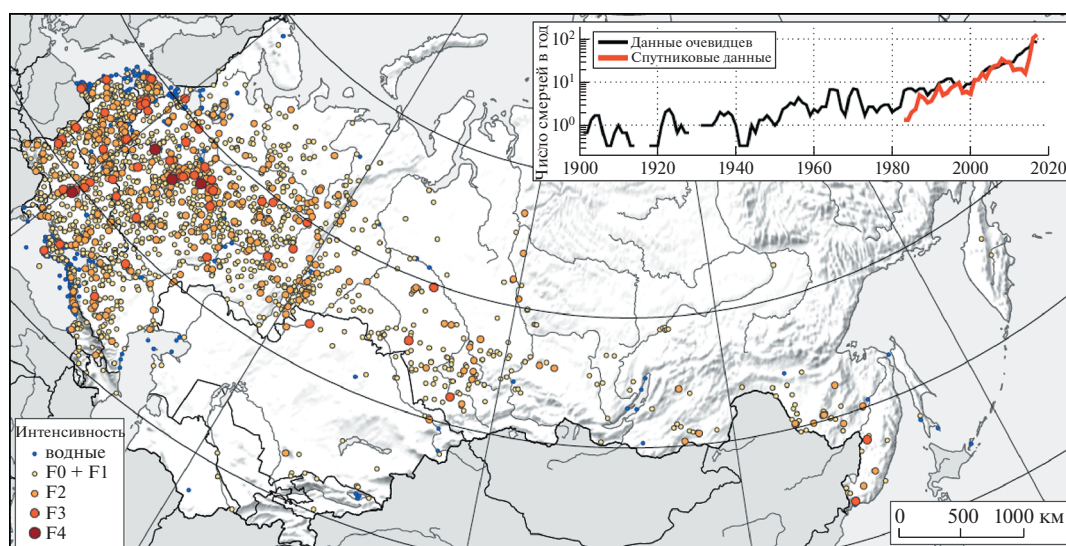 Число смерчей в год
10²
10¹
10⁰
Данные очевидцев
Спутниковые данные
1900 1920 1940 1960 1980 2000 2020
Интенсивность
водные
F0 + F1
F2
F3
F4
0 500 1000 км